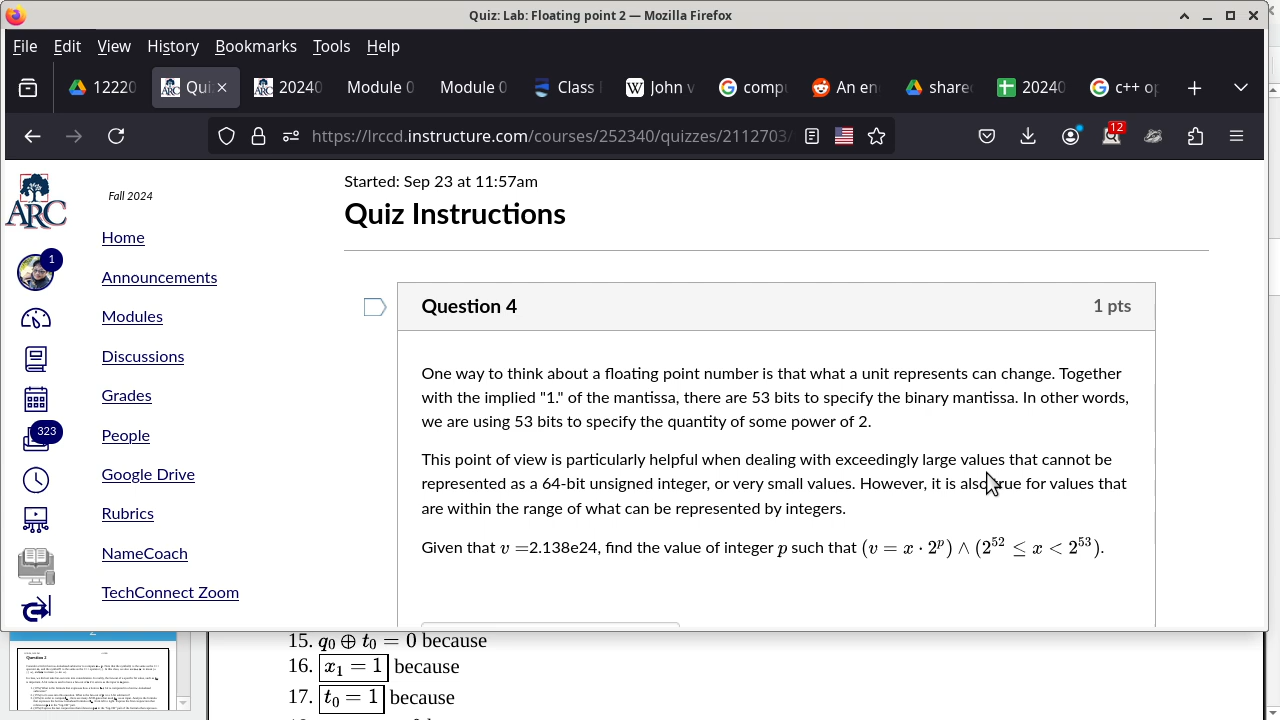 Quiz: Lab: Floating point 2 — Mozilla Firefox
File Edit View History Bookmarks Tools Help
12220 Qui 20240 Module 0 Module 0 Class John v compu An en share 20240 c++ op
https://lrccd.instructure.com/courses/252340/quizzes/2112703/
12
ARC
Fall 2024
1
323
Home
Announcements
Modules
Discussions
Grades
People
Google Drive
Rubrics
NameCoach
TechConnect Zoom
Started: Sep 23 at 11:57am
Quiz Instructions
Question 4 1 pts
One way to think about a floating point number is that what a unit represents can change. Together
with the implied "1." of the mantissa, there are 53 bits to specify the binary mantissa. In other words,
we are using 53 bits to specify the quantity of some power of 2.
This point of view is particularly helpful when dealing with exceedingly large values that cannot be
represented as a 64-bit unsigned integer, or very small values. However, it is also true for values that
are within the range of what can be represented by integers.
Given that v =2.138e24, find the value of integer p such that (v = x · 2^p) ∧ (2^52 ≤ x < 2^53).
2
Question 2
15. q₀ ⊕ t₀ = 0 because
16. x₁ = 1 because
17. t₀ = 1 because